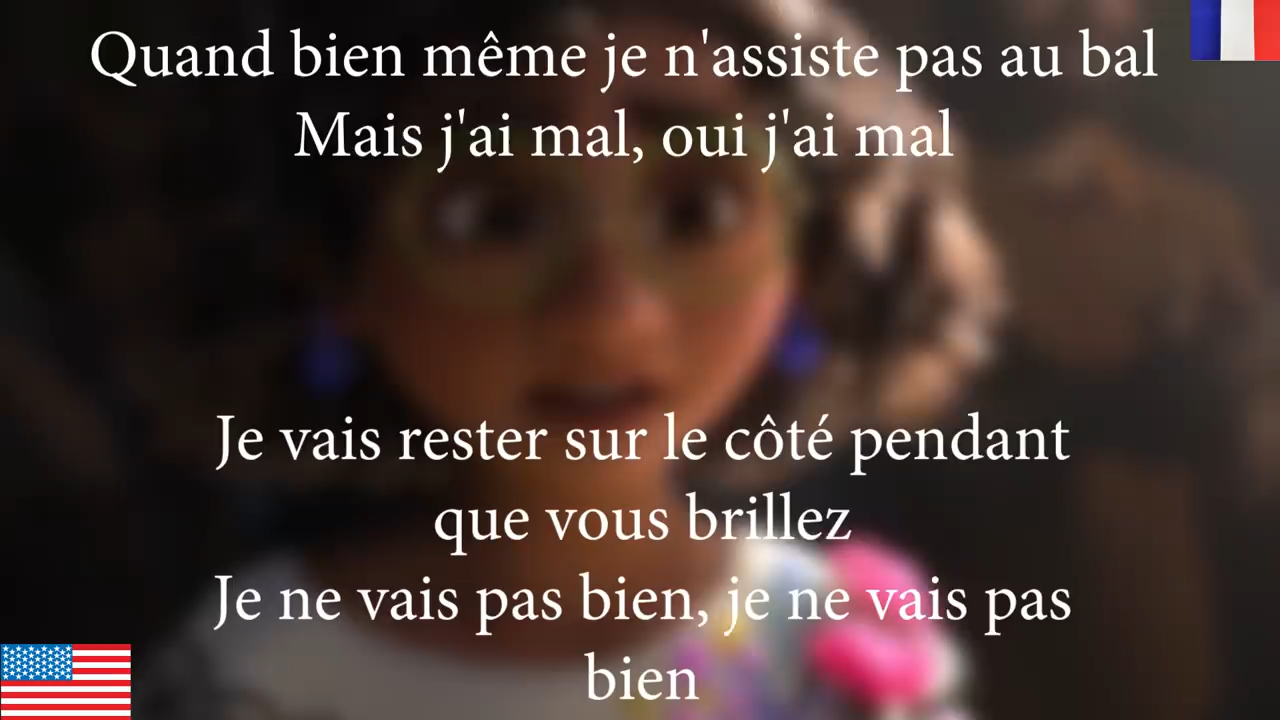 Quand bien même je n'assiste pas au bal
Mais j'ai mal, oui j'ai mal
Je vais rester sur le côté pendant
que vous brillez
Je ne vais pas bien, je ne vais pas
bien